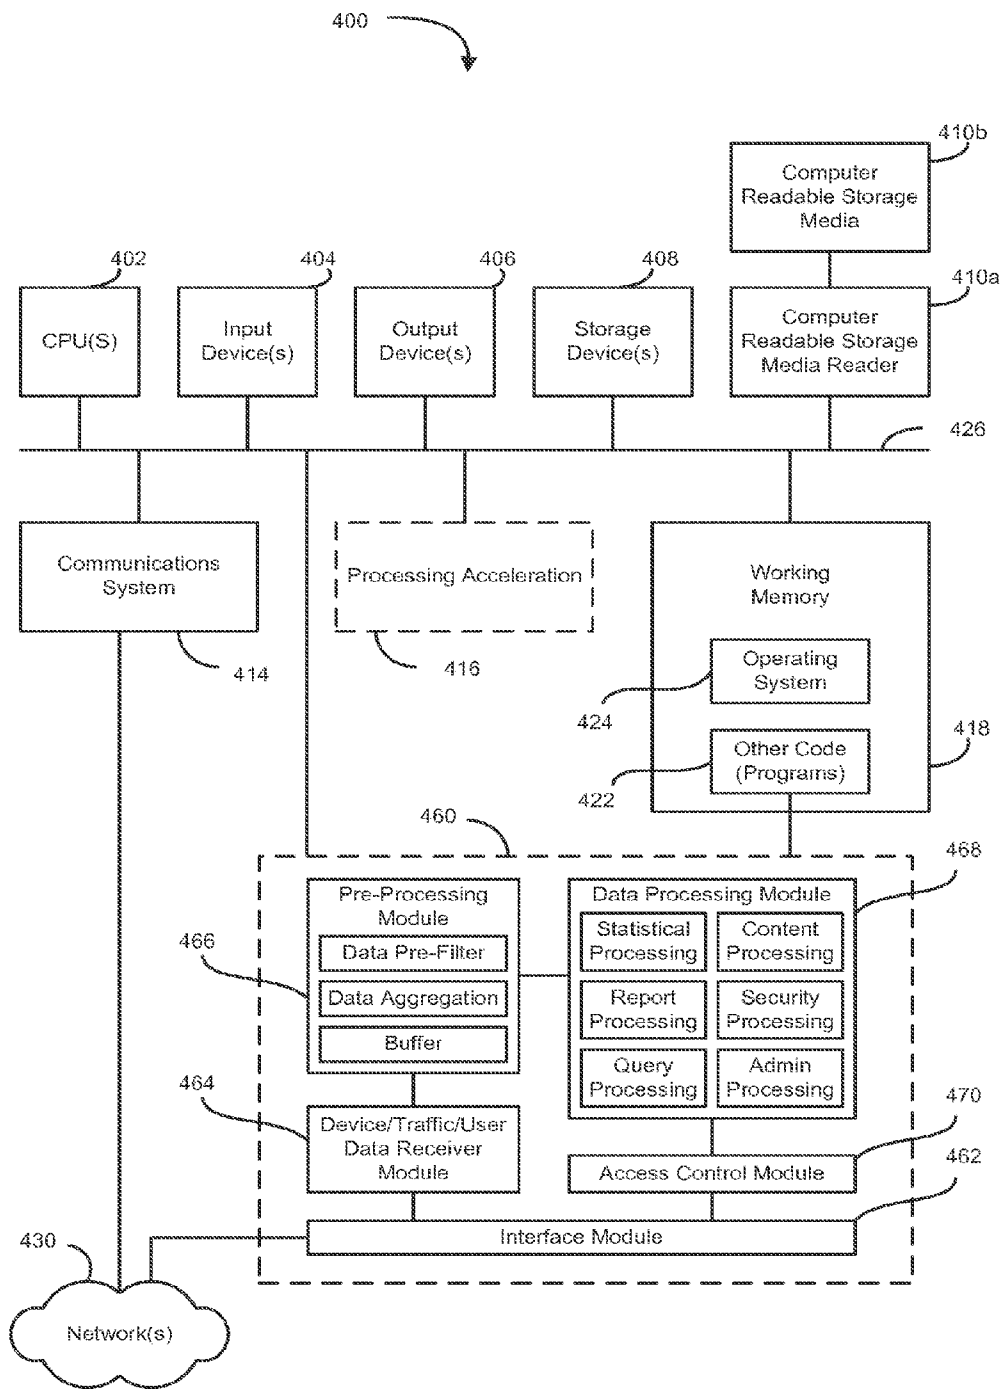 400
410b
Computer
Readable Storage
Media
402
404
406
408
410a
CPU(S)
Input
Device(s)
Output
Device(s)
Storage
Device(s)
Computer
Readable Storage
Media Reader
426
Communications
System
414
Processing Acceleration
416
Working
Memory
Operating
System
424
Other Code
(Programs)
422
418
460
468
Pre-Processing
Module
Data Pre-Filter
Data Aggregation
Buffer
466
Data Processing Module
Statistical
Processing
Content
Processing
Report
Processing
Security
Processing
Query
Processing
Admin
Processing
464
Device/Traffic/User
Data Receiver
Module
470
Access Control Module
462
Interface Module
430
Network(s)